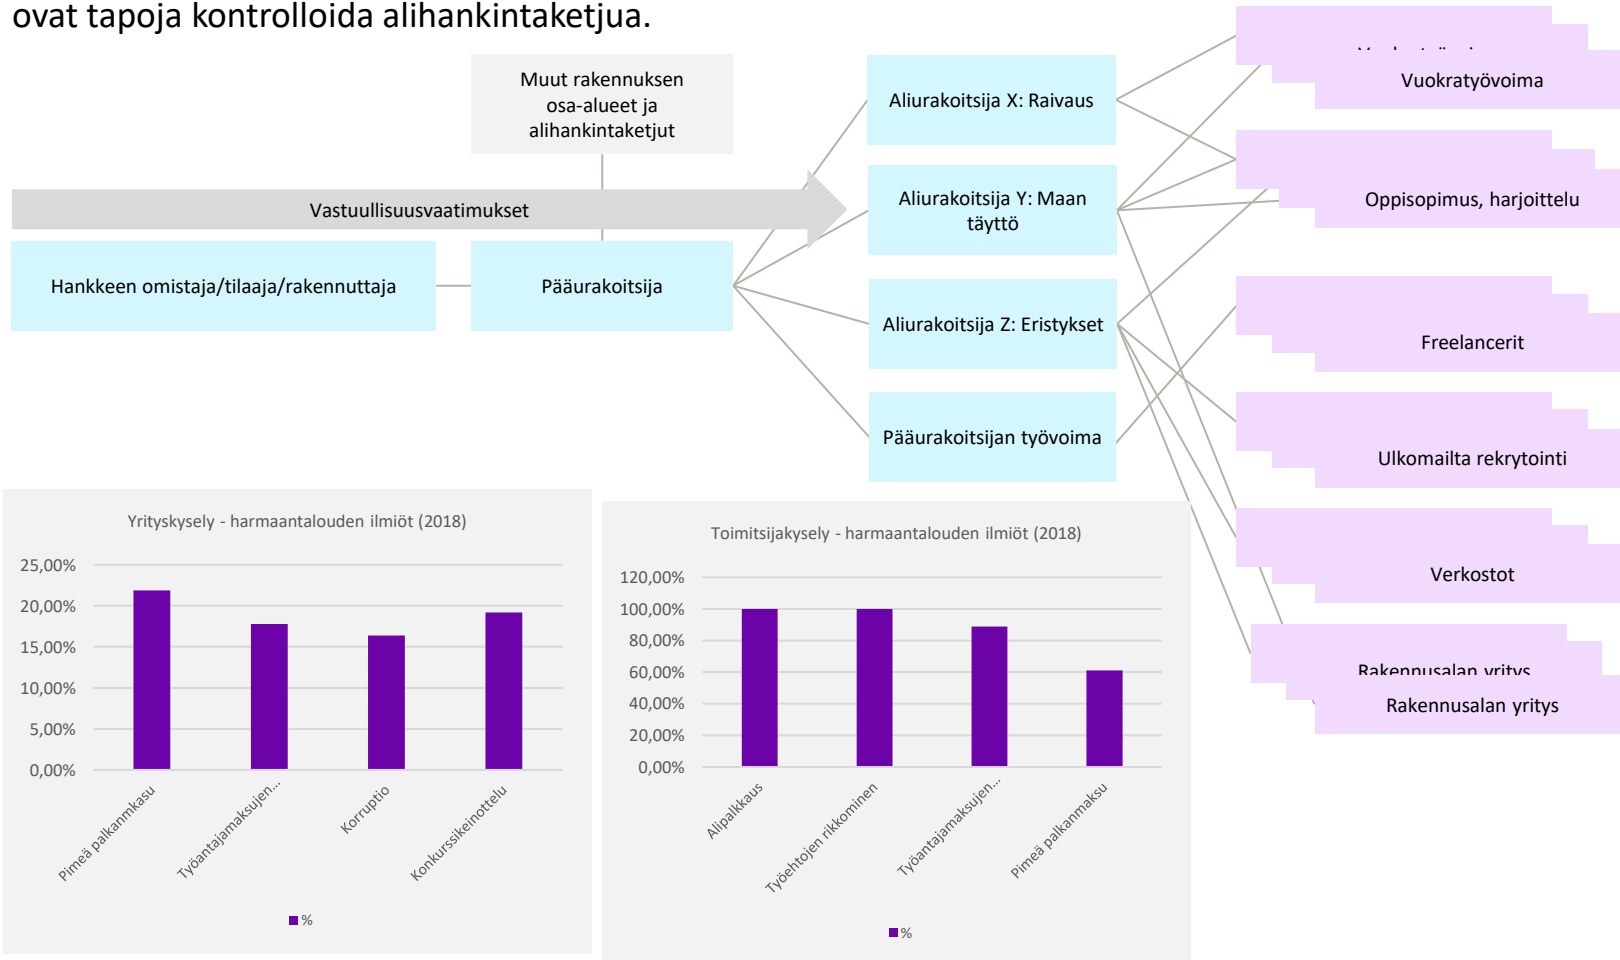 ovat tapoja kontrolloida alihankintaketjua.
Muut rakennuksen
osa-alueet ja
alihankintaketjut
Vastuullisuusvaatimukset
Hankkeen omistaja/tilaaja/rakennuttaja
Pääurakoitsija
Aliurakoitsija X: Raivaus
Aliurakoitsija Y: Maan
täyttö
Aliurakoitsija Z: Eristykset
Pääurakoitsijan työvoima
Vuokratyövoima
Oppisopimus, harjoittelu
Freelancerit
Ulkomailta rekrytointi
Verkostot
Rakennusalan yritys
Rakennusalan yritys
Yrityskysely - harmaantalouden ilmiöt (2018)
25,00%
20,00%
15,00%
10,00%
5,00%
0,00%
Pimeä palkanmkasu
Työantajamaksujen...
Korruptio
Konkurssikeinottelu
%
Toimitsijakysely - harmaantalouden ilmiöt (2018)
120,00%
100,00%
80,00%
60,00%
40,00%
20,00%
0,00%
Alipalkkaus
Työehtojen rikkominen
Työantajamaksujen...
Pimeä palkanmaksu
%